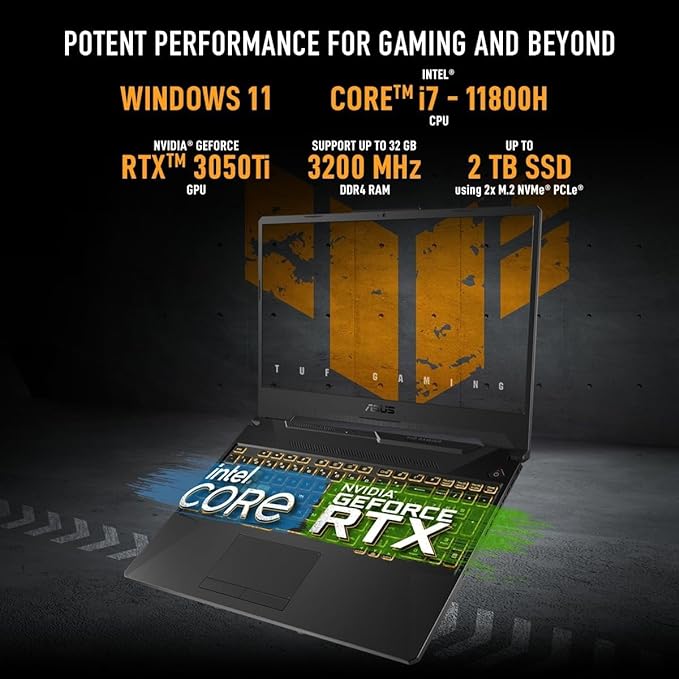 POTENT PERFORMANCE FOR GAMING AND BEYOND
WINDOWS 11
INTEL®
CORE™ i7 - 11800H
CPU
NVIDIA® GEFORCE
RTX™ 3050Ti
GPU
SUPPORT UP TO 32 GB
3200 MHz
DDR4 RAM
UP TO
2 TB SSD
using 2x M.2 NVMe® PCLe®
TUF GAMING
ASUS
intel
CORE
NVIDIA
GEFORCE
RTX